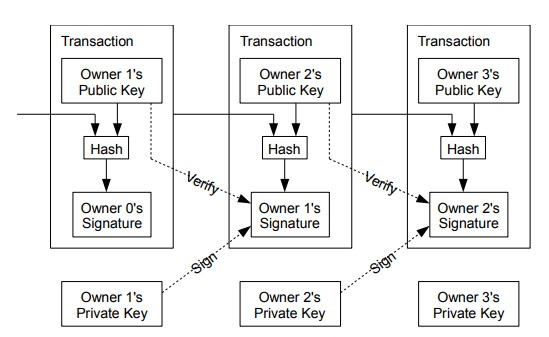 Transaction
Owner 1's
Public Key
Hash
Owner 0's
Signature
Transaction
Owner 2's
Public Key
Hash
Owner 1's
Signature
Transaction
Owner 3's
Public Key
Hash
Owner 2's
Signature
Verify
Verify
Sign
Sign
Owner 1's
Private Key
Owner 2's
Private Key
Owner 3's
Private Key